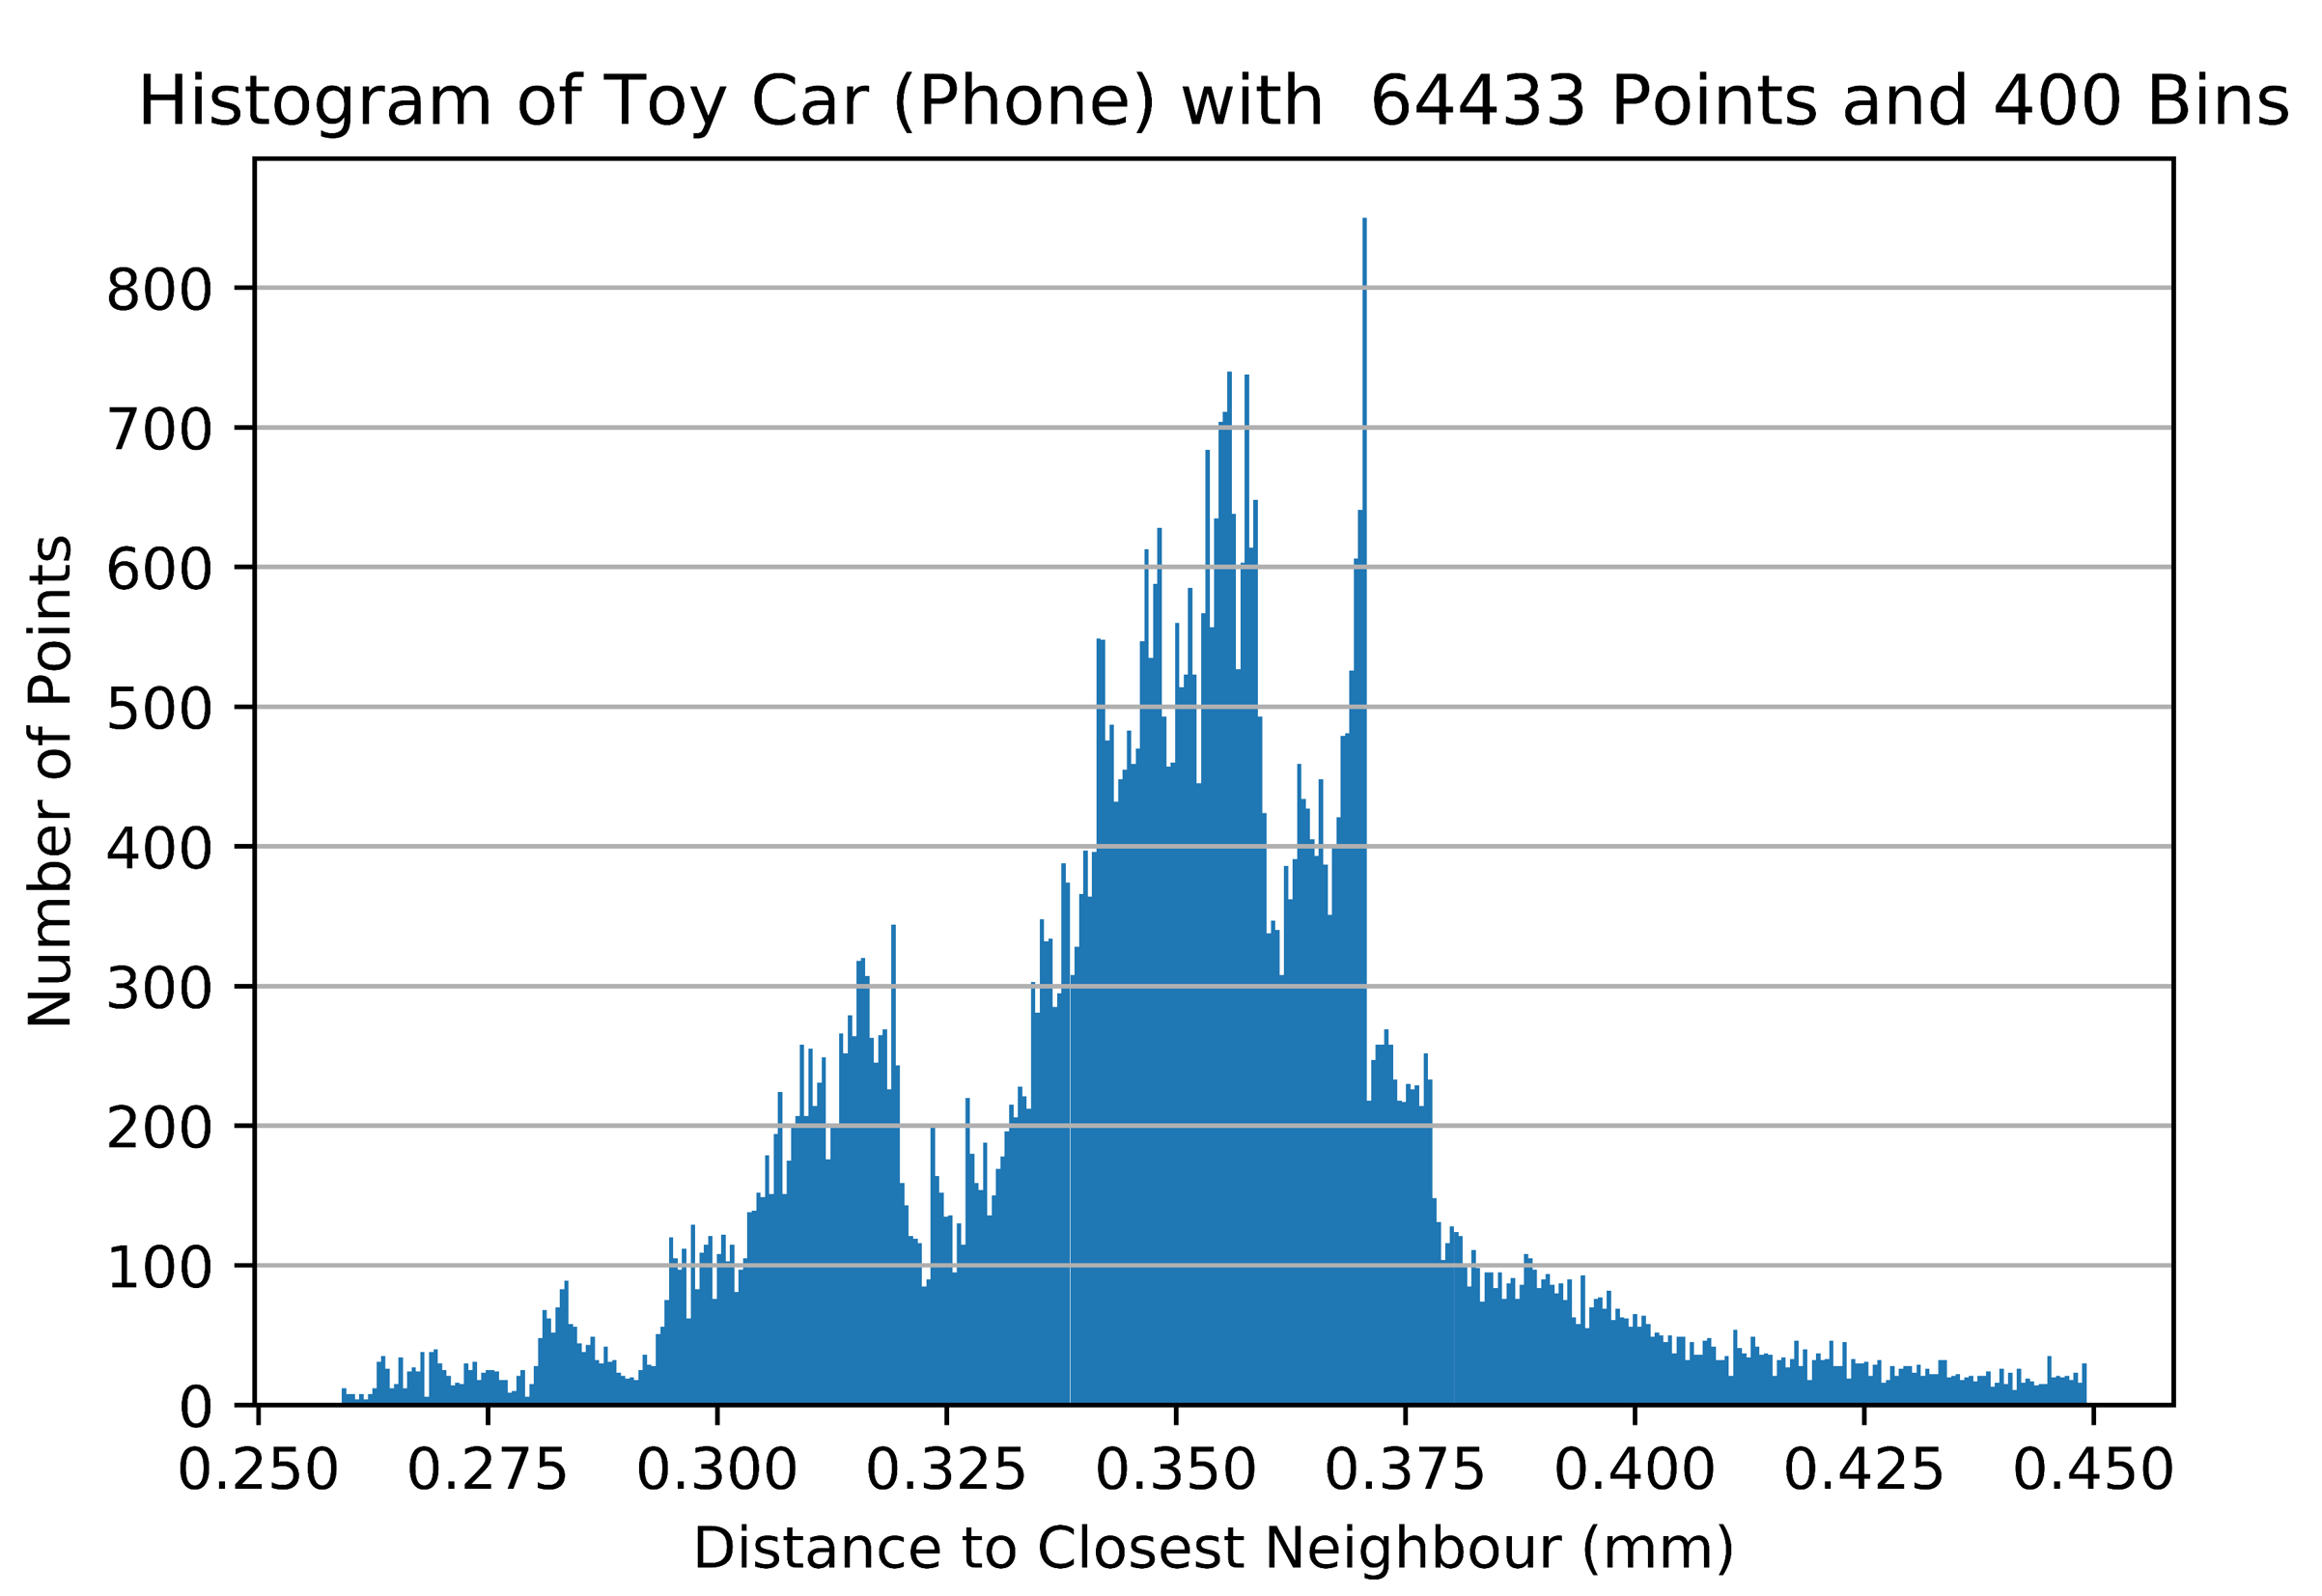 Histogram of Toy Car (Phone) with  64433 Points and 400 Bins
Number of Points
800
700
600
500
400
300
200
100
0
0.250 0.275 0.300 0.325 0.350 0.375 0.400 0.425 0.450
Distance to Closest Neighbour (mm)